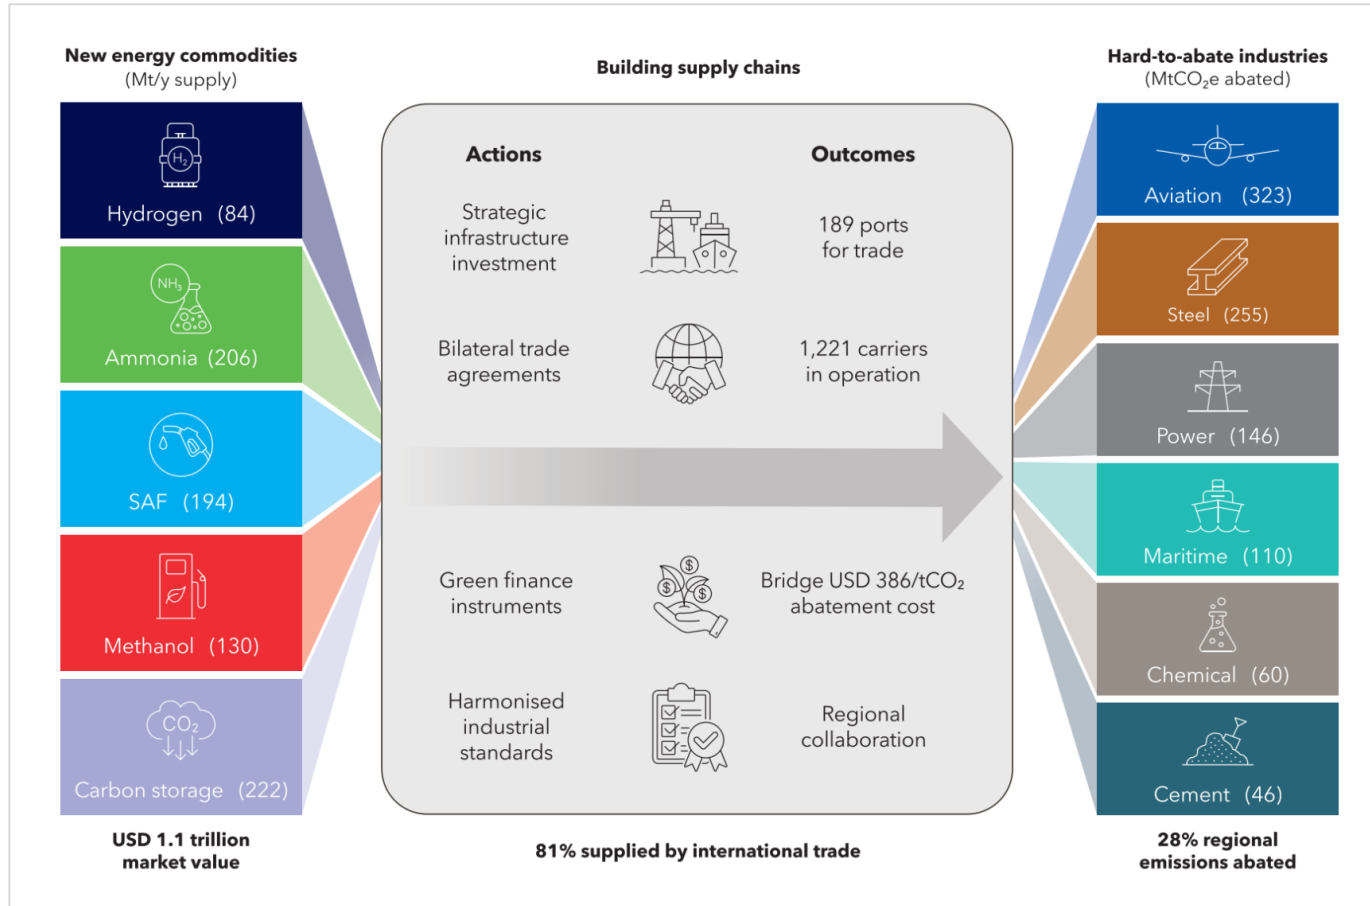 New energy commodities
(Mt/y supply)
H₂
Hydrogen (84)
NH₃
Ammonia (206)
SAF (194)
Methanol (130)
CO₂
Carbon storage (222)
USD 1.1 trillion
market value
Building supply chains
Actions
Outcomes
Strategic
infrastructure
investment
189 ports
for trade
Bilateral trade
agreements
1,221 carriers
in operation
Green finance
instruments
$
$
$
Bridge USD 386/tCO₂
abatement cost
Harmonised
industrial
standards
Regional
collaboration
81% supplied by international trade
Hard-to-abate industries
(MtCO₂e abated)
Aviation (323)
Steel (255)
Power (146)
Maritime (110)
Chemical (60)
Cement (46)
28% regional
emissions abated